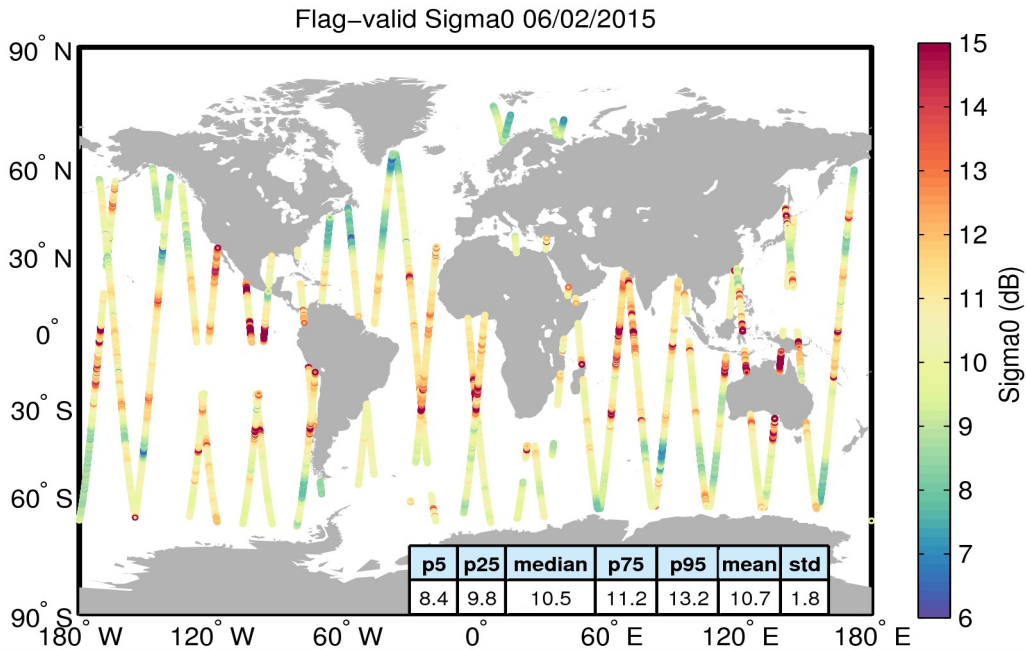 Flag−valid Sigma0 06/02/2015
90° N
60° N
30° N
0°
30° S
60° S
90° S
180° W 120° W 60° W 0° 60° E 120° E 180° E
p5 p25 median p75 p95 mean std
8.4 9.8 10.5 11.2 13.2 10.7 1.8
15
14
13
12
11
10
9
8
7
6
Sigma0 (dB)